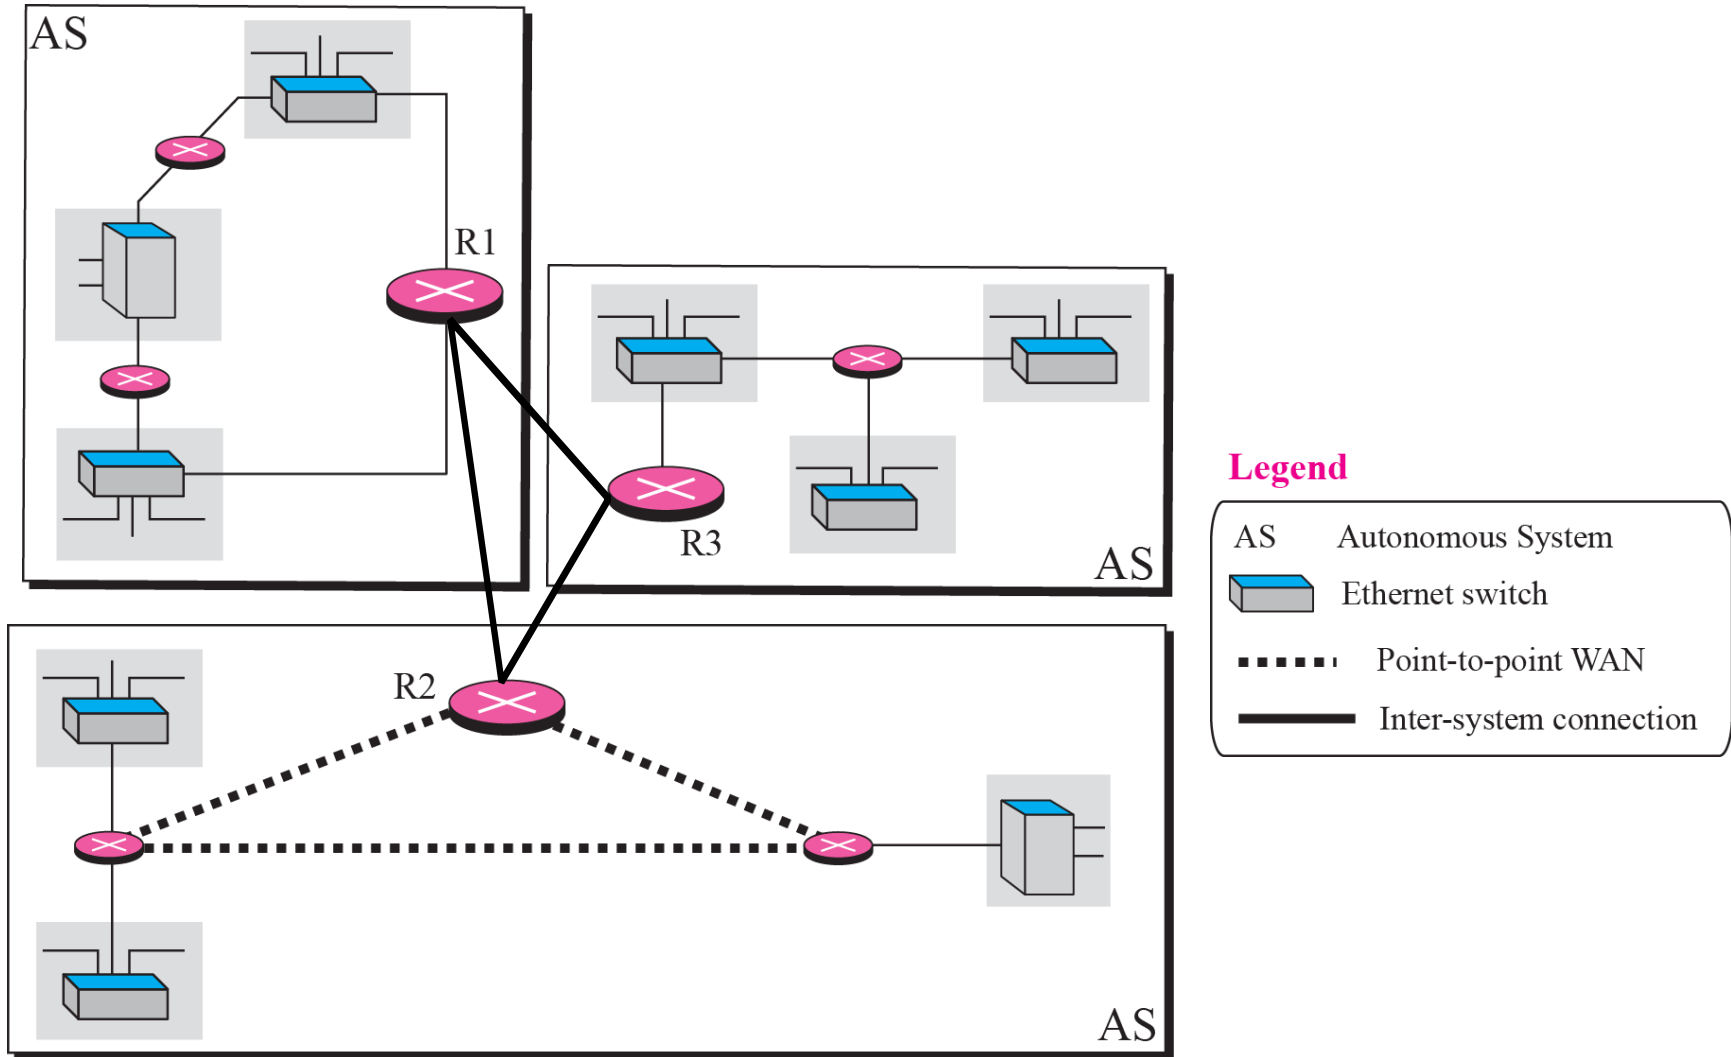 AS
R1
R3
AS
R2
AS
Legend
AS Autonomous System
Ethernet switch
Point-to-point WAN
Inter-system connection